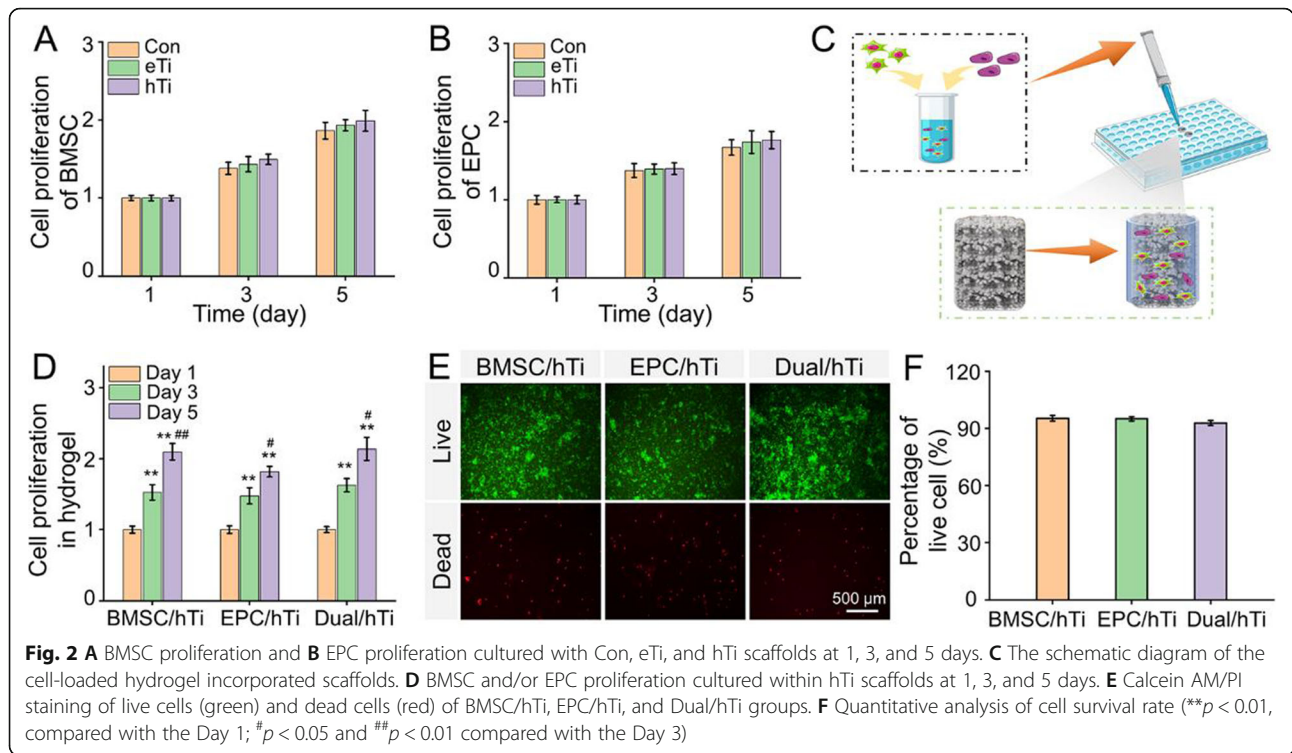 A
3
Con
eTi
hTi
2
1
0
Cell proliferation
of BMSC
1 3 5
Time (day)
B
3
Con
eTi
hTi
2
1
0
Cell proliferation
of EPC
1 3 5
Time (day)
C
D
3
Day 1
Day 3
Day 5
2
1
0
Cell proliferation
in hydrogel
** ** ##
** ** #
** ** #
BMSC/hTi EPC/hTi Dual/hTi
E
BMSC/hTi EPC/hTi Dual/hTi
Live
Dead
500 μm
F
120
90
60
30
0
Percentage of
live cell (%)
BMSC/hTi EPC/hTi Dual/hTi
Fig. 2 A BMSC proliferation and B EPC proliferation cultured with Con, eTi, and hTi scaffolds at 1, 3, and 5 days. C The schematic diagram of the
cell-loaded hydrogel incorporated scaffolds. D BMSC and/or EPC proliferation cultured within hTi scaffolds at 1, 3, and 5 days. E Calcein AM/PI
staining of live cells (green) and dead cells (red) of BMSC/hTi, EPC/hTi, and Dual/hTi groups. F Quantitative analysis of cell survival rate (**p < 0.01,
compared with the Day 1; #p < 0.05 and ##p < 0.01 compared with the Day 3)